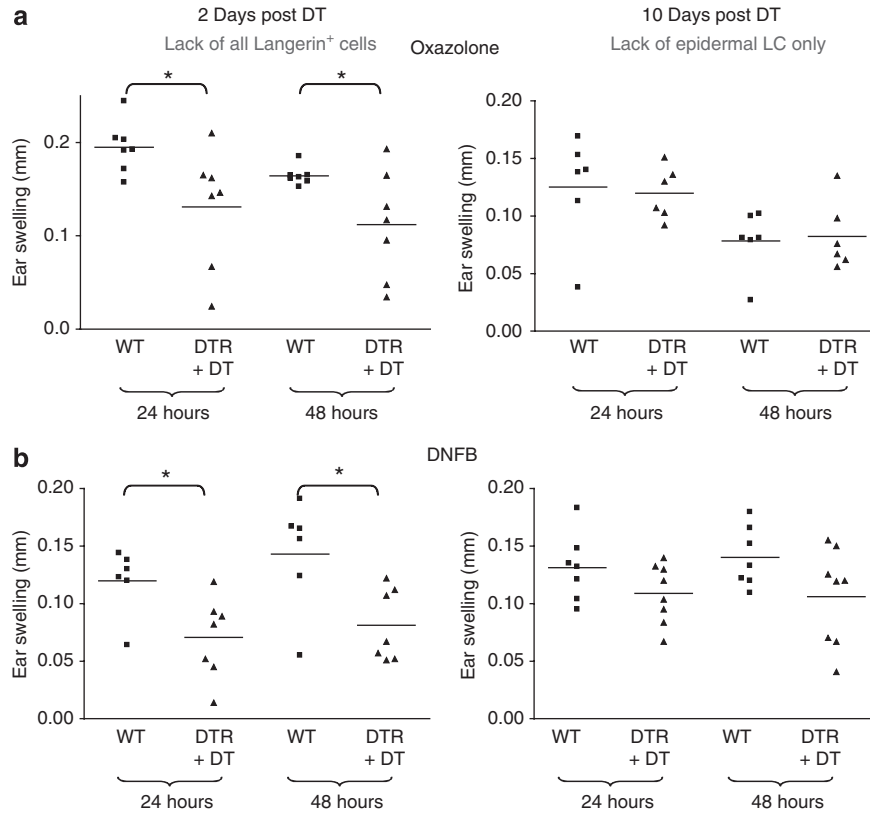 a
2 Days post DT
10 Days post DT
Lack of all Langerin⁺ cells
Oxazolone
Lack of epidermal LC only
*
*
Ear swelling (mm)
0.2
0.1
0.0
WT
DTR
+ DT
WT
DTR
+ DT
24 hours
48 hours
Ear swelling (mm)
0.20
0.15
0.10
0.05
0.00
WT
DTR
+ DT
WT
DTR
+ DT
24 hours
48 hours
b
DNFB
*
*
Ear swelling (mm)
0.20
0.15
0.10
0.05
0.00
WT
DTR
+ DT
WT
DTR
+ DT
24 hours
48 hours
Ear swelling (mm)
0.20
0.15
0.10
0.05
0.00
WT
DTR
+ DT
WT
DTR
+ DT
24 hours
48 hours